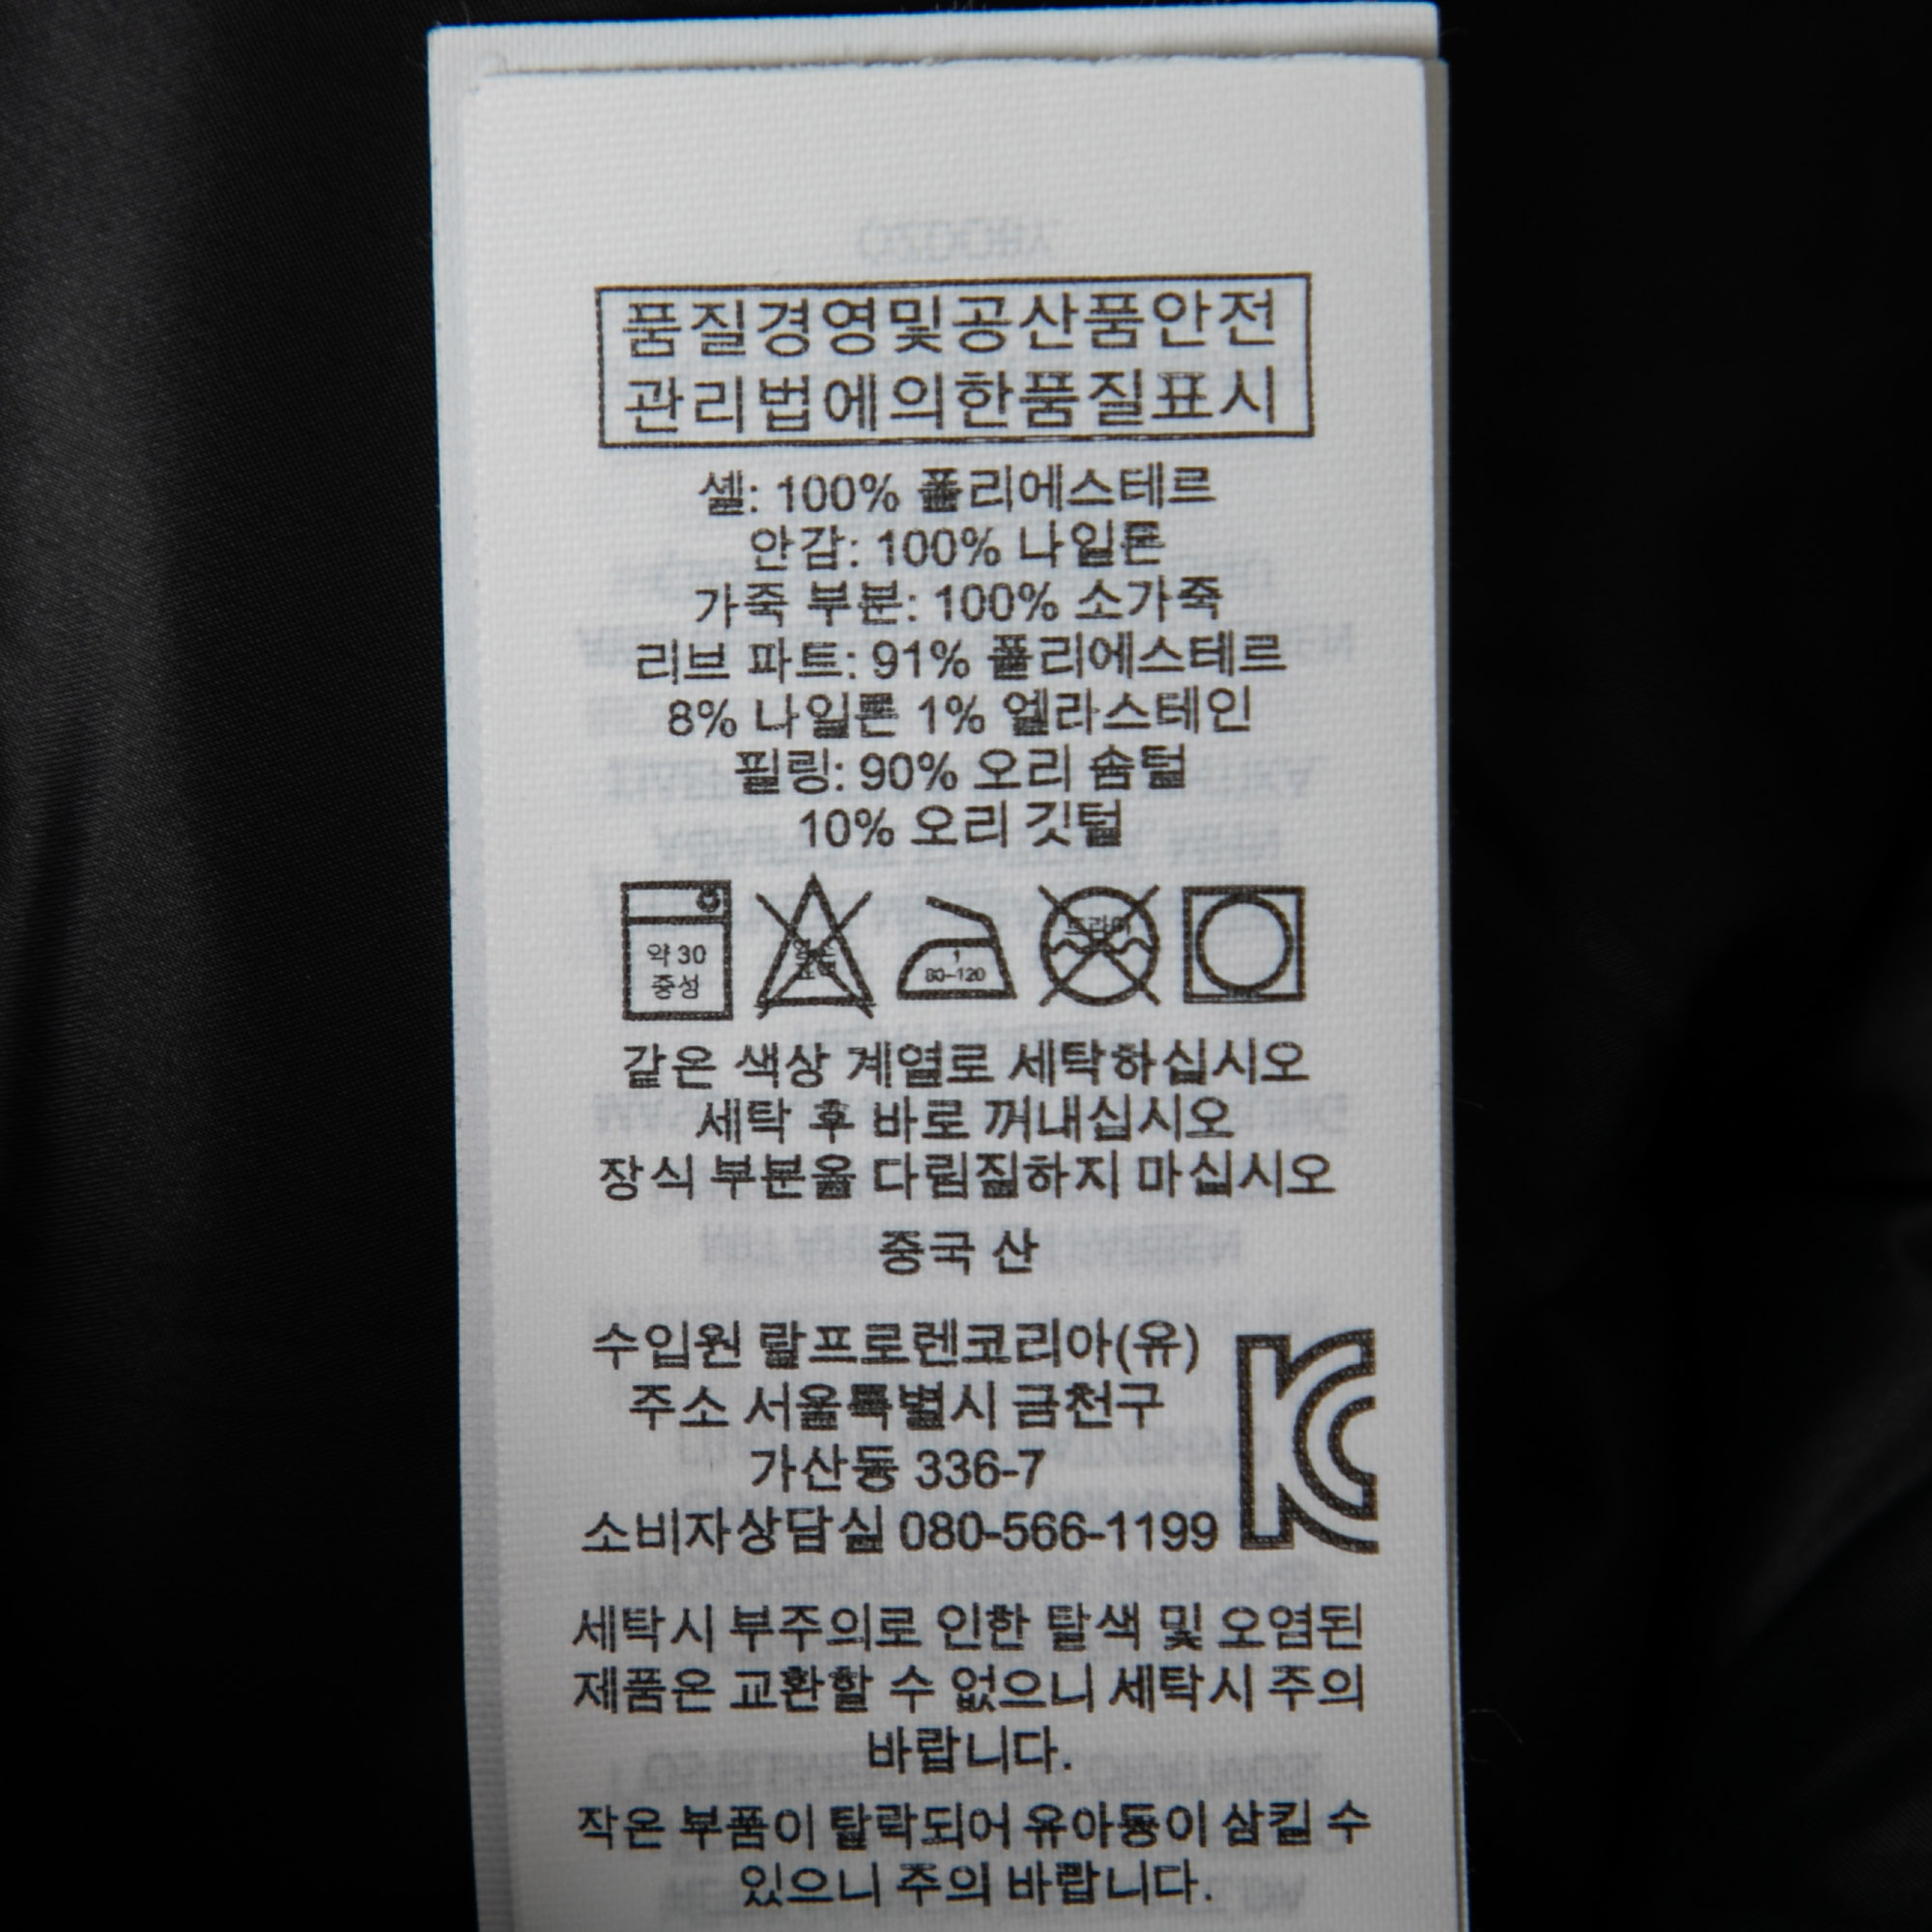 품질경영및공산품안전
관리법에의한품질표시
쉘: 100% 폴리에스테르
안감: 100% 나일론
가죽 부분: 100% 소가죽
리브 파트: 91% 폴리에스테르
8% 나일론 1% 엘라스테인
필링: 90% 오리 솜털
10% 오리 깃털
약 30
중성
80-120
드라이
같은 색상 계열로 세탁하십시오
세탁 후 바로 꺼내십시오
장식 부분을 다림질하지 마십시오
중국 산
수입원 랄프로렌코리아(유)
주소 서울특별시 금천구
가산동 336-7
소비자상담실 080-566-1199
세탁시 부주의로 인한 탈색 및 오염된
제품은 교환할 수 없으니 세탁시 주의
바랍니다.
작은 부품이 탈락되어 유아동이 삼킬 수
있으니 주의 바랍니다.